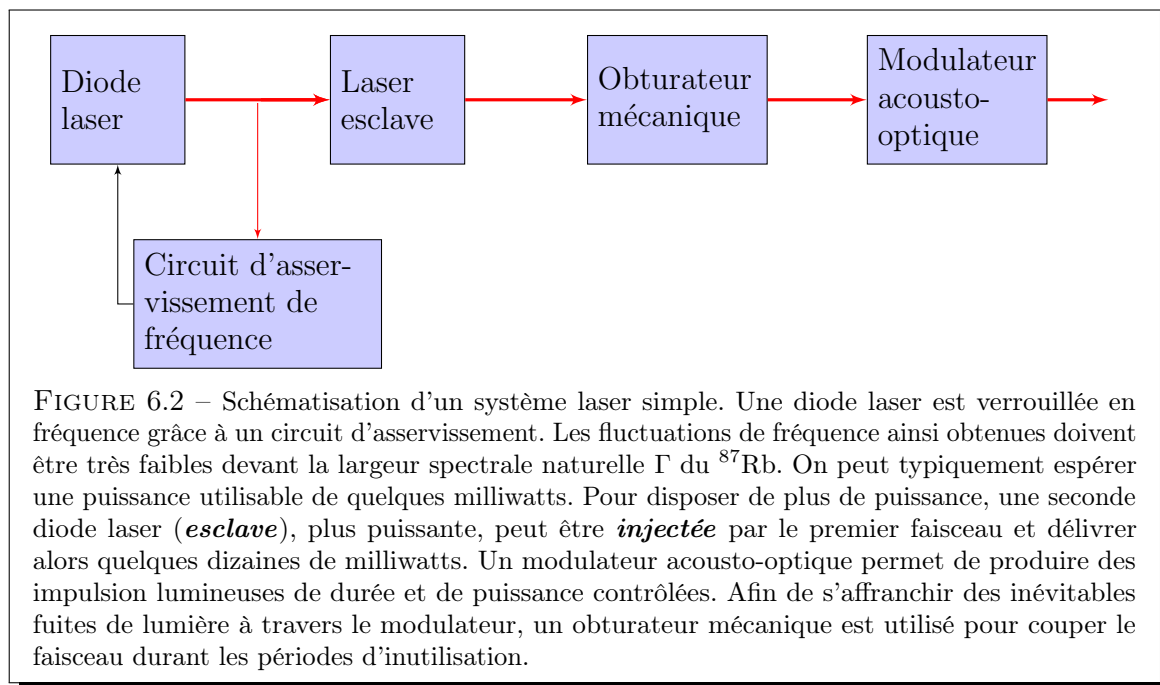 Diode
laser
Laser
esclave
Obturateur
mécanique
Modulateur
acousto-
optique
Circuit d'asser-
vissement de
fréquence
FIGURE 6.2 – Schématisation d'un système laser simple. Une diode laser est verrouillée en
fréquence grâce à un circuit d'asservissement. Les fluctuations de fréquence ainsi obtenues doivent
être très faibles devant la largeur spectrale naturelle Γ du ⁸⁷Rb. On peut typiquement espérer
une puissance utilisable de quelques milliwatts. Pour disposer de plus de puissance, une seconde
diode laser (esclave), plus puissante, peut être injectée par le premier faisceau et délivrer
alors quelques dizaines de milliwatts. Un modulateur acousto-optique permet de produire des
impulsion lumineuses de durée et de puissance contrôlées. Afin de s'affranchir des inévitables
fuites de lumière à travers le modulateur, un obturateur mécanique est utilisé pour couper le
faisceau durant les périodes d'inutilisation.